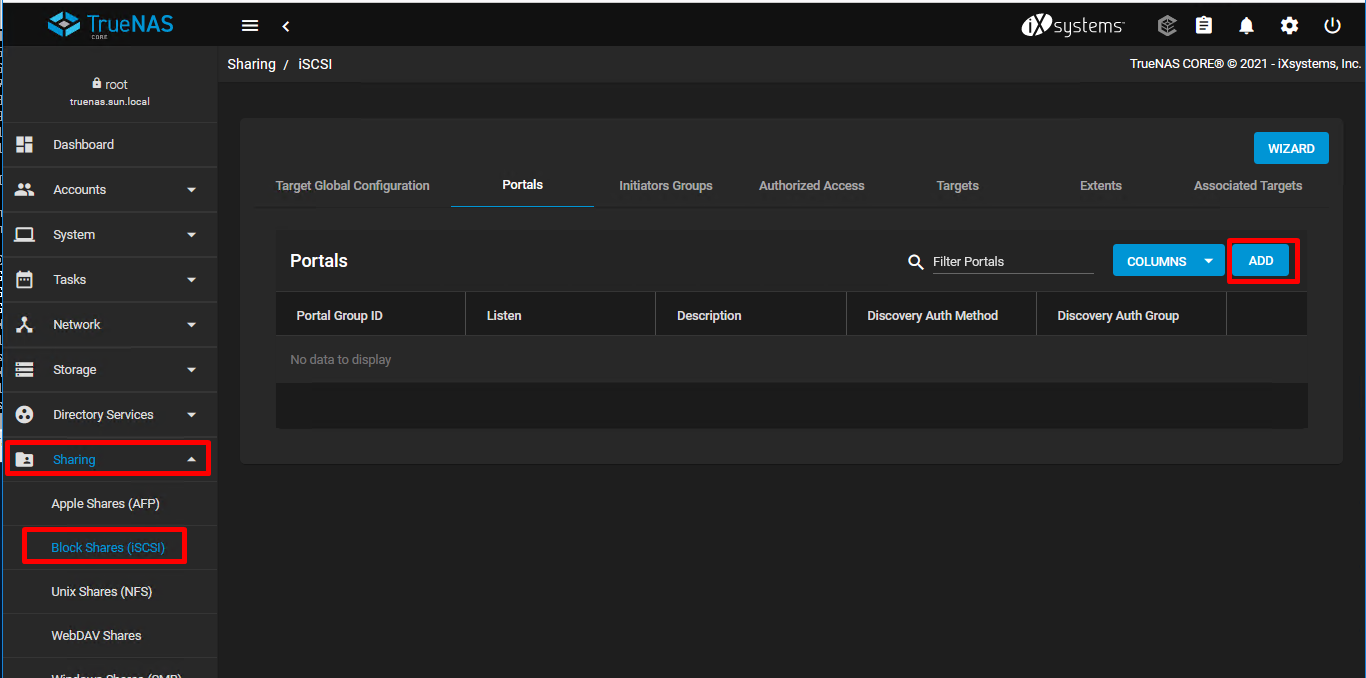 TrueNAS
CORE
iXsystems
Sharing / iSCSI
TrueNAS CORE® © 2021 - iXsystems, Inc.
root
truenas.sun.local
Dashboard
Accounts
System
Tasks
Network
Storage
Directory Services
Sharing
Apple Shares (AFP)
Block Shares (iSCSI)
Unix Shares (NFS)
WebDAV Shares
Windows Shares (SMB)
WIZARD
Target Global Configuration
Portals
Initiators Groups
Authorized Access
Targets
Extents
Associated Targets
Portals
Filter Portals
COLUMNS
ADD
Portal Group ID
Listen
Description
Discovery Auth Method
Discovery Auth Group
No data to display